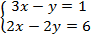 3x − y = 1
2x − 2y = 6